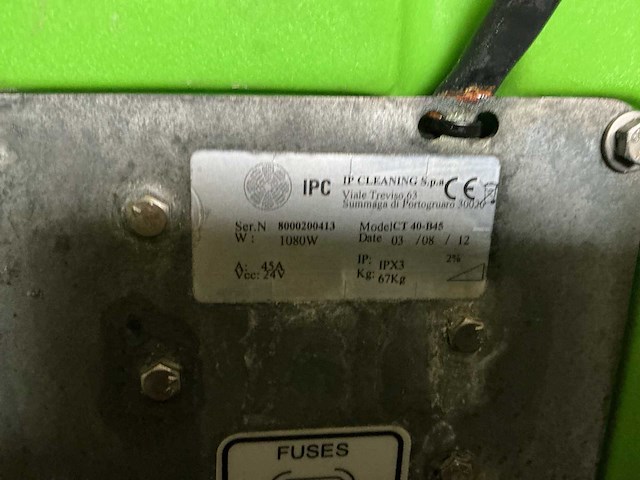 IPC
IP CLEANING S.p.a
Viale Treviso 63
Summaga di Portogruaro 30026
CE
Ser.N 8000200413 Model CT 40-B45
W : 1080W Date 03 /08 / 12
A: 45A IP: IPX3 2%
Vcc: 24V Kg: 67Kg
FUSES